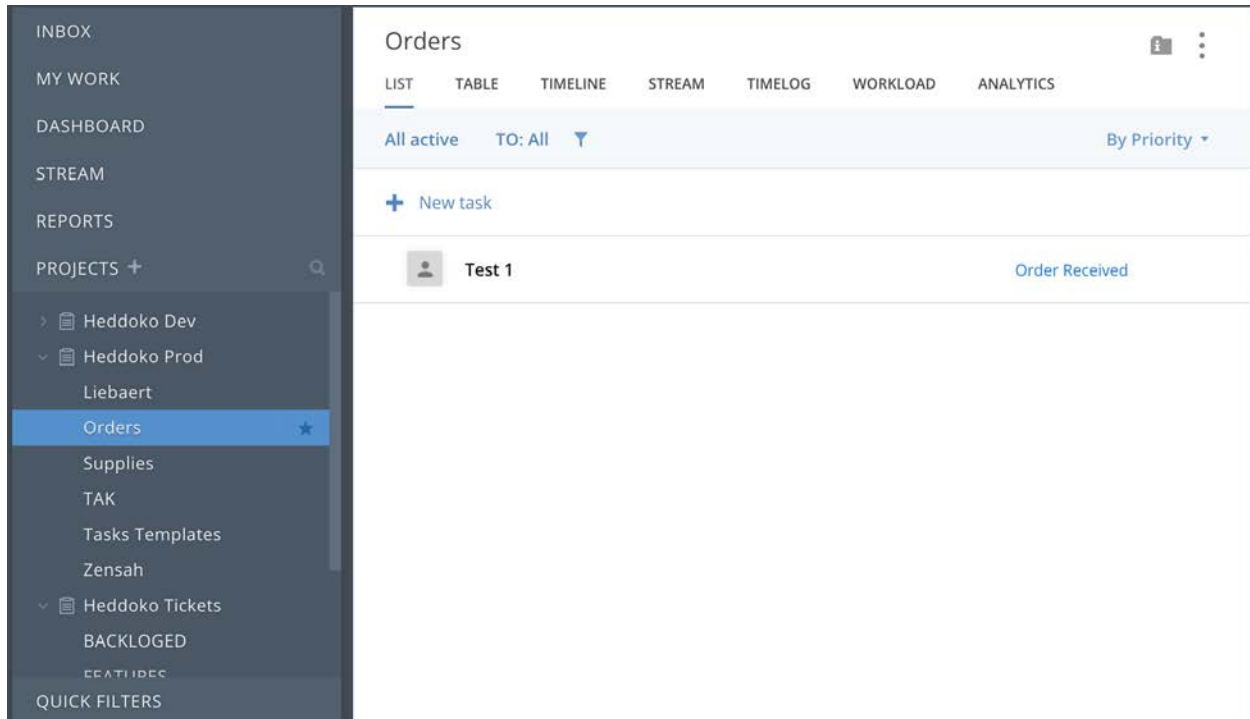 INBOX
MY WORK
DASHBOARD
STREAM
REPORTS
PROJECTS +
Heddoko Dev
Heddoko Prod
Liebaert
Orders
Supplies
TAK
Tasks Templates
Zensah
Heddoko Tickets
BACKLOGED
FEATURES
QUICK FILTERS
Orders
LIST TABLE TIMELINE STREAM TIMELOG WORKLOAD ANALYTICS
All active TO: All By Priority
+ New task
Test 1 Order Received